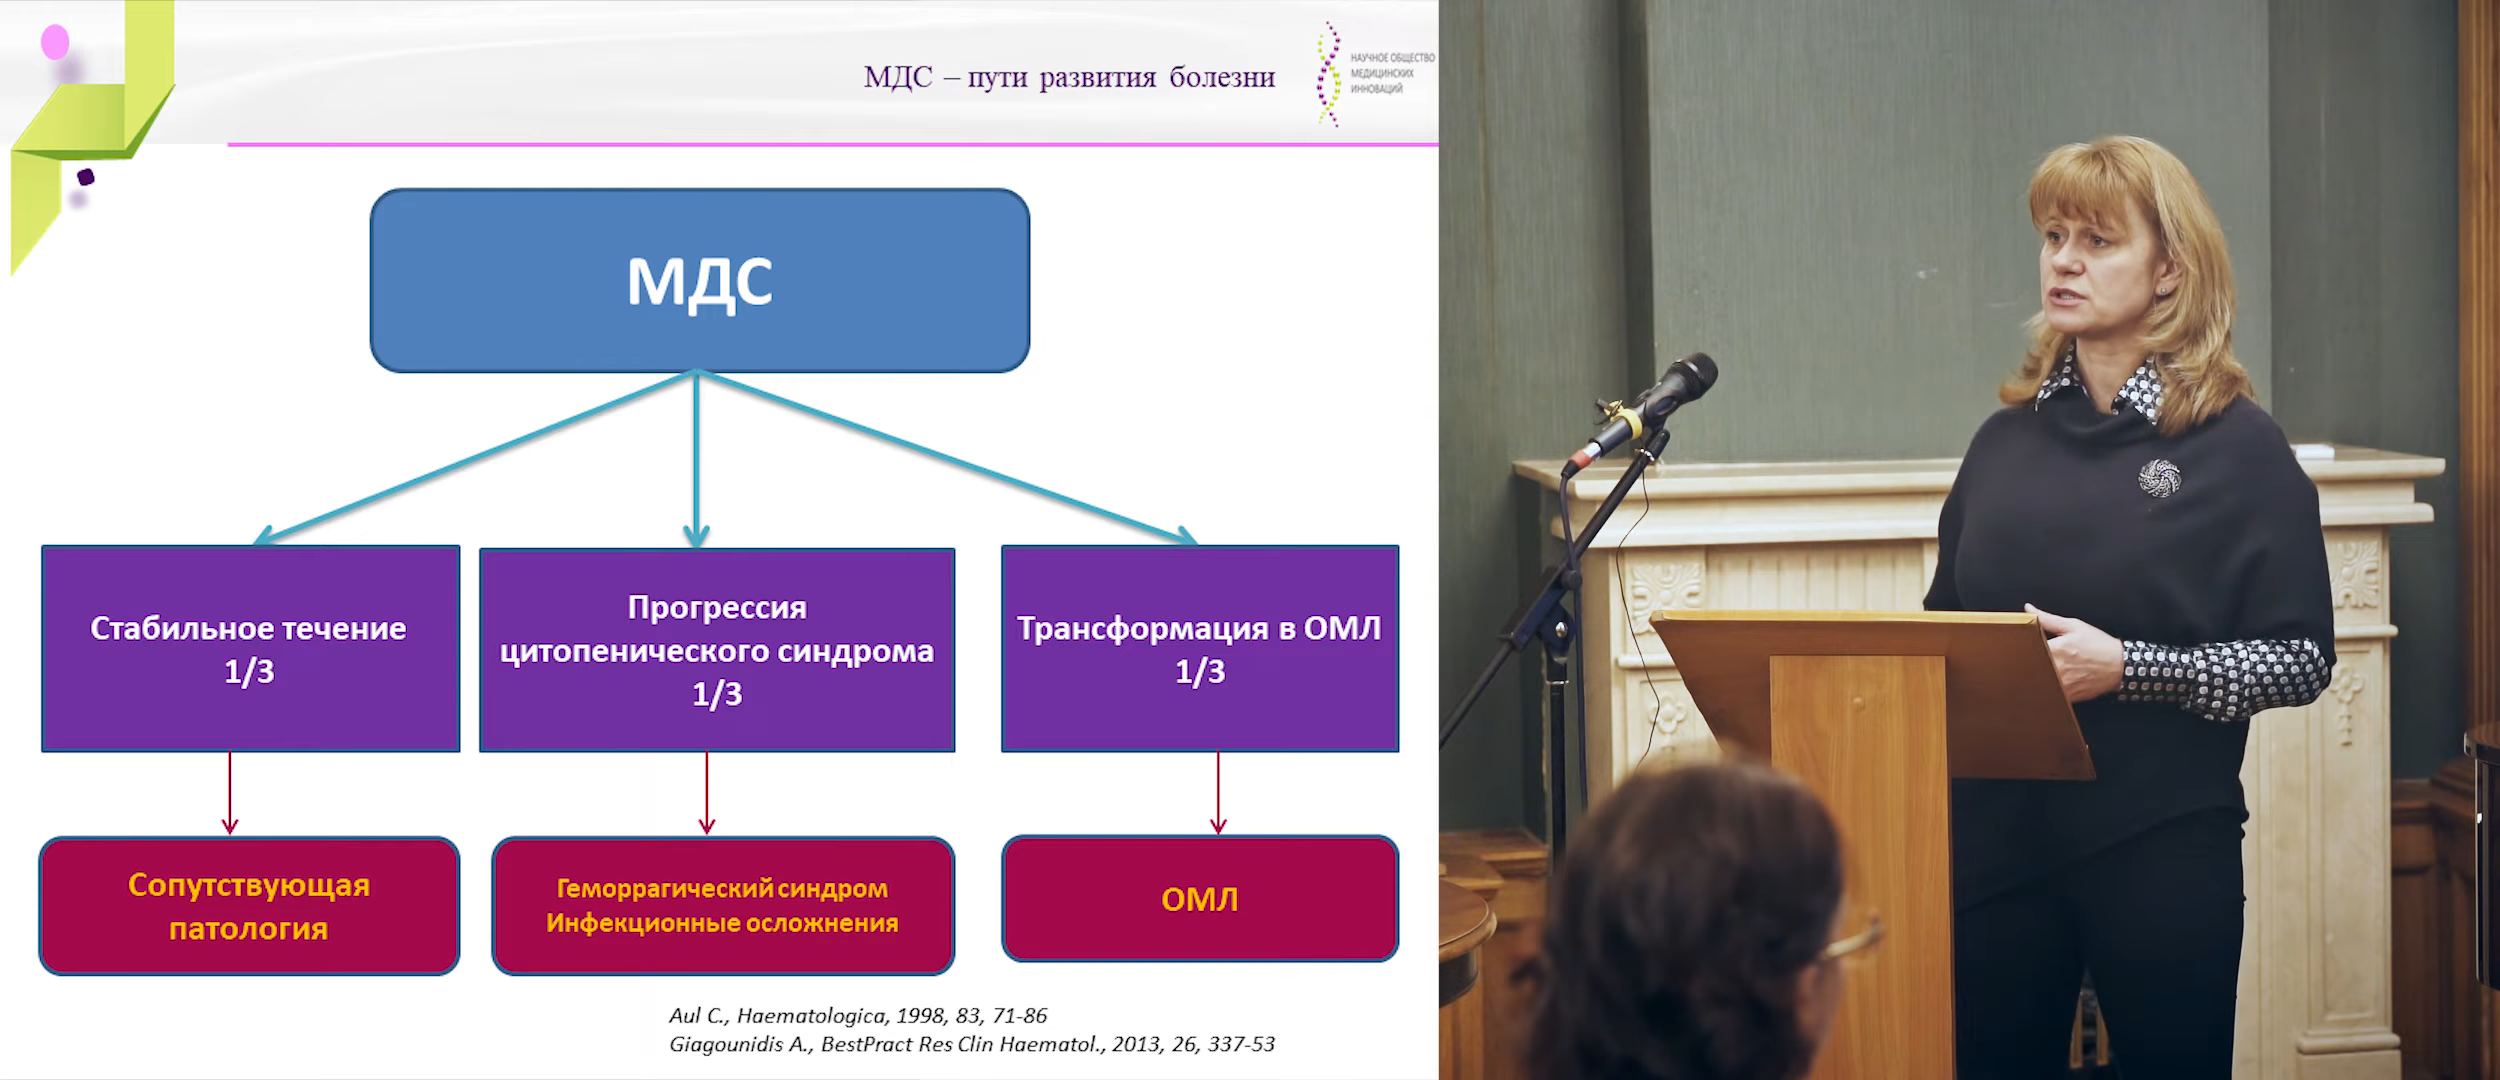 МДС – пути развития болезни
НАУЧНОЕ ОБЩЕСТВО
МЕДИЦИНСКИХ
ИННОВАЦИЙ
МДС
Стабильное течение
1/3
Прогрессия
цитопенического синдрома
1/3
Трансформация в ОМЛ
1/3
Сопутствующая
патология
Геморрагический синдром
Инфекционные осложнения
ОМЛ
Aul C., Haematologica, 1998, 83, 71-86
Giagounidis A., BestPract Res Clin Haematol., 2013, 26, 337-53